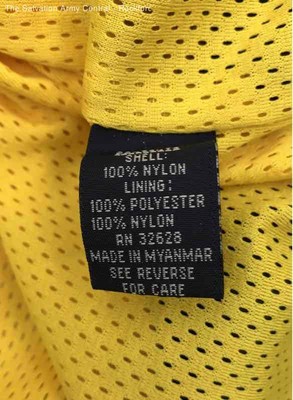 The Salvation Army Central - Rockford
SHELL:
100% NYLON
LINING:
100% POLYESTER
100% NYLON
RN 32628
MADE IN MYANMAR
SEE REVERSE
FOR CARE